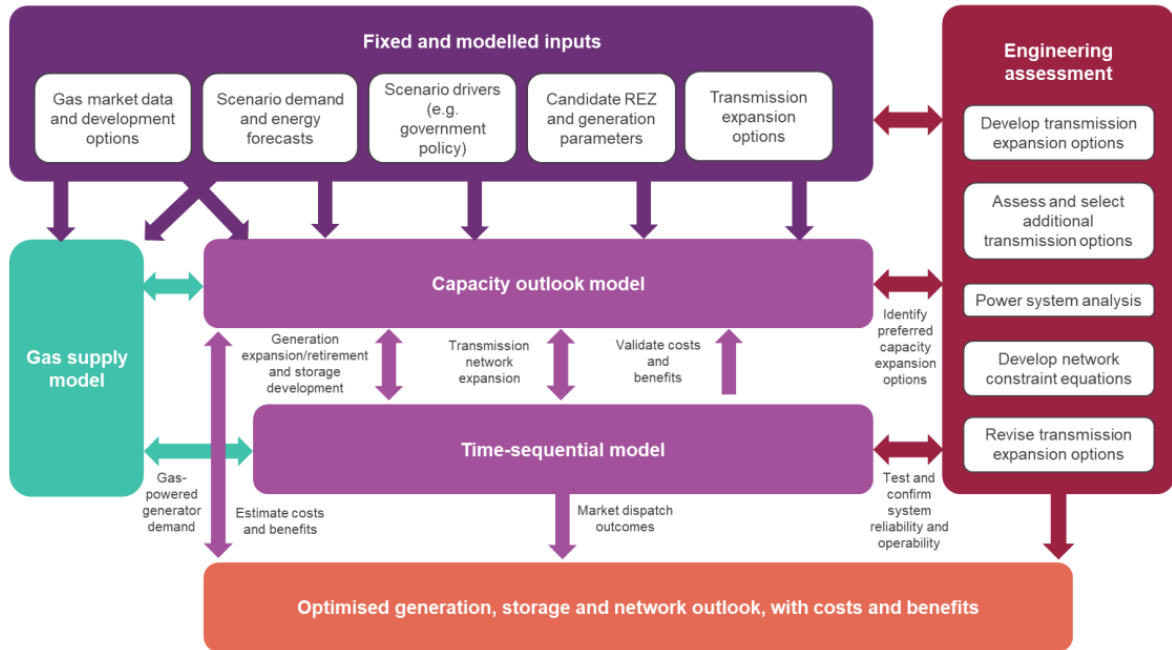 Fixed and modelled inputs
Gas market data
and development
options
Scenario demand
and energy
forecasts
Scenario drivers
(e.g.
government
policy)
Candidate REZ
and generation
parameters
Transmission
expansion
options
Engineering
assessment
Develop transmission
expansion options
Assess and select
additional
transmission options
Power system analysis
Develop network
constraint equations
Revise transmission
expansion options
Gas supply
model
Capacity outlook model
Identify
preferred
capacity
expansion
options
Generation
expansion/retirement
and storage
development
Transmission
network
expansion
Validate costs
and
benefits
Time-sequential model
Gas-
powered
generator
demand
Estimate costs
and benefits
Market dispatch
outcomes
Test and
confirm
system
reliability and
operability
Optimised generation, storage and network outlook, with costs and benefits